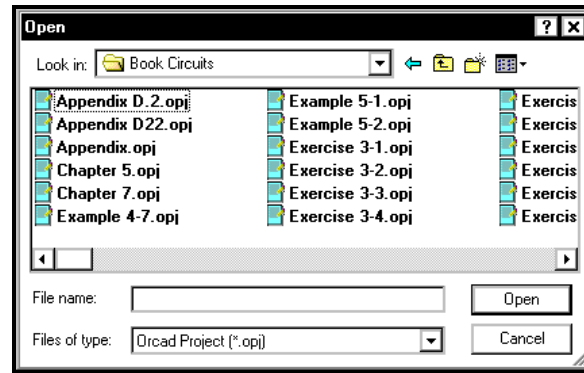 Open
Look in: Book Circuits
Appendix D.2.opj Example 5-1.opj Exercis
Appendix D22.opj Example 5-2.opj Exercis
Appendix.opj Exercise 3-1.opj Exercis
Chapter 5.opj Exercise 3-2.opj Exercis
Chapter 7.opj Exercise 3-3.opj Exercis
Example 4-7.opj Exercise 3-4.opj Exercis
File name: Open
Files of type: Orcad Project (*.opj) Cancel